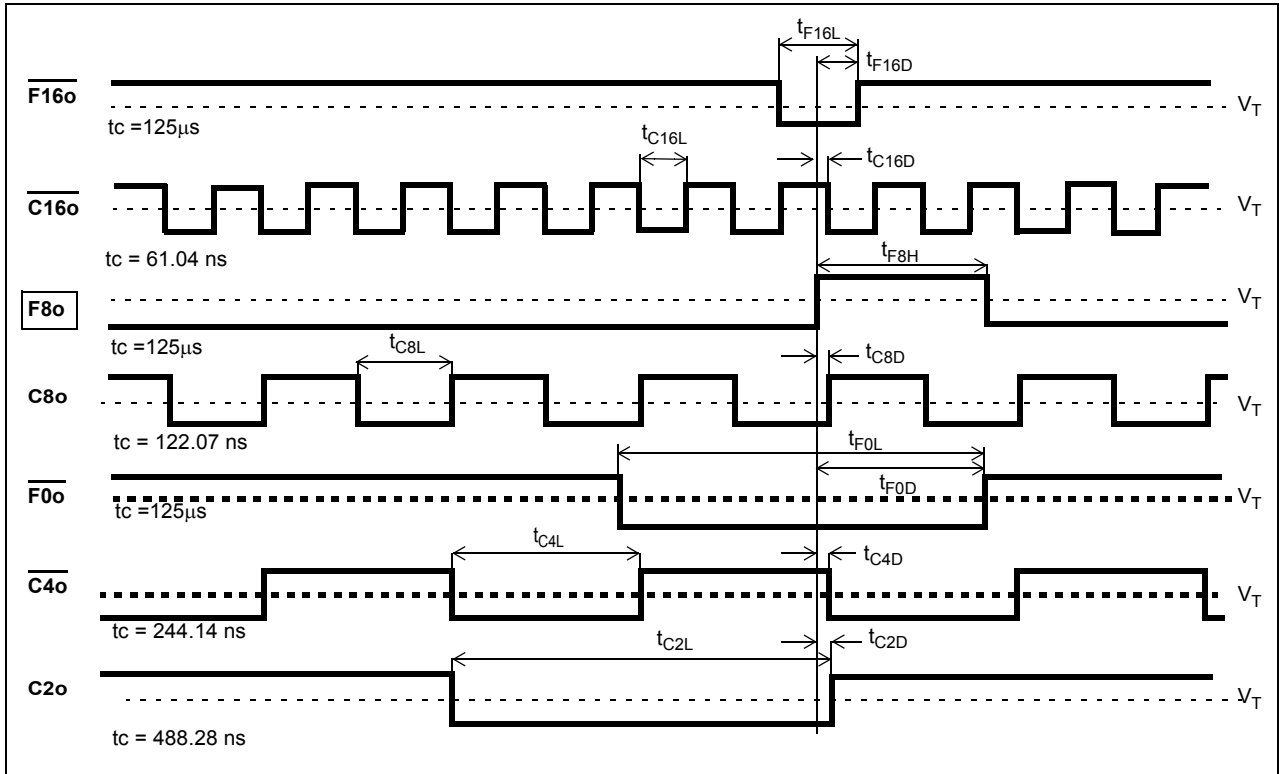 tF16L
tF16D
F16o
VT
tc =125μs
tC16L
tC16D
C16o
VT
tc = 61.04 ns
tF8H
F8o
VT
tc =125μs
tC8L
tC8D
C8o
VT
tc = 122.07 ns
tF0L
F0o
tF0D
VT
tc =125μs
tC4L
tC4D
C4o
VT
tc = 244.14 ns
tC2L
tC2D
C2o
VT
tc = 488.28 ns